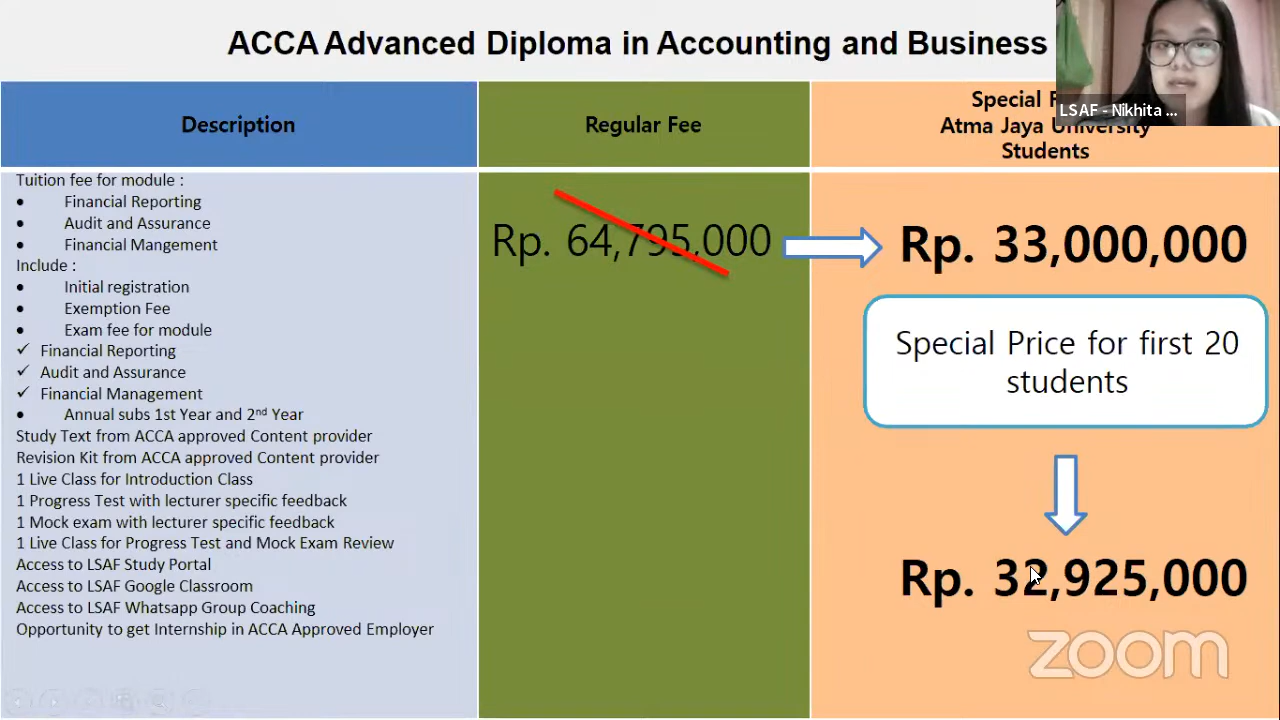 ACCA Advanced Diploma in Accounting and Business
LSAF - Nikhita ...
Description
Regular Fee
Special
Atma Jaya University
Students
Tuition fee for module :
• Financial Reporting
• Audit and Assurance
• Financial Mangement
Include :
• Initial registration
• Exemption Fee
• Exam fee for module
✓ Financial Reporting
✓ Audit and Assurance
✓ Financial Management
• Annual subs 1st Year and 2nd Year
Study Text from ACCA approved Content provider
Revision Kit from ACCA approved Content provider
1 Live Class for Introduction Class
1 Progress Test with lecturer specific feedback
1 Mock exam with lecturer specific feedback
1 Live Class for Progress Test and Mock Exam Review
Access to LSAF Study Portal
Access to LSAF Google Classroom
Access to LSAF Whatsapp Group Coaching
Opportunity to get Internship in ACCA Approved Employer
Rp. 64,795,000
Rp. 33,000,000
Special Price for first 20
students
Rp. 32,925,000
zoom